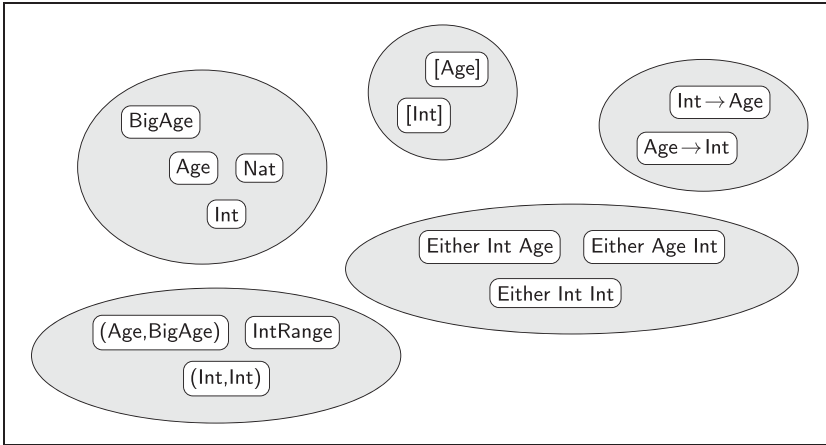 BigAge
Age
Nat
Int
[Age]
[Int]
Int→Age
Age→Int
Either Int Age
Either Age Int
Either Int Int
(Age,BigAge)
IntRange
(Int,Int)